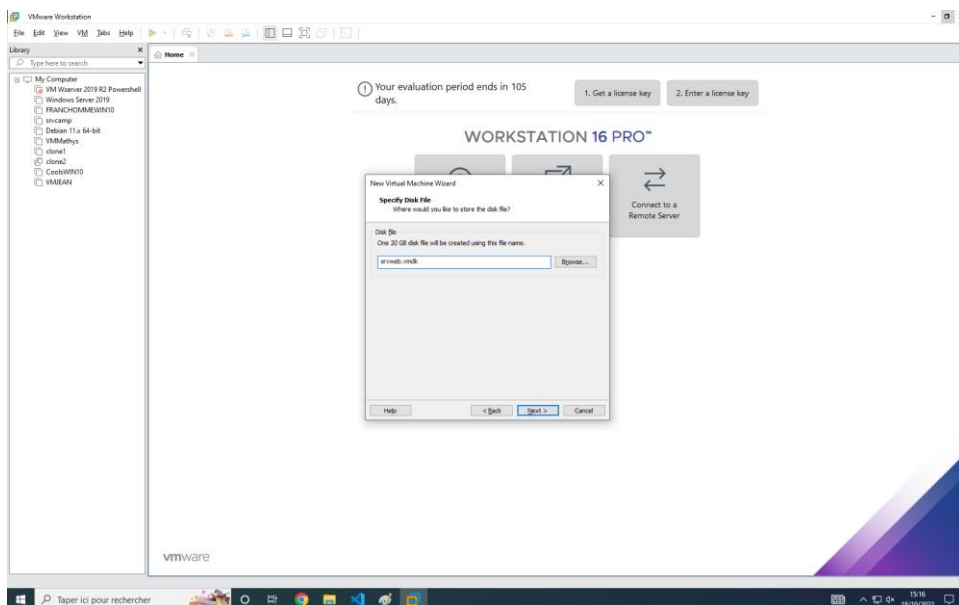 VMware Workstation
File Edit View VM Tabs Help
Library
Type here to search
Home
My Computer
VM Wserver 2019 R2 Powershell
Windows Server 2019
FRANCHOMMEWIN10
srvcamp
Debian 11.x 64-bit
VMMathys
clone1
clone2
CoolsWIN10
VMJEAN
Your evaluation period ends in 105
days.
1. Get a license key
2. Enter a license key
WORKSTATION 16 PRO™
Connect to a
Remote Server
New Virtual Machine Wizard
Specify Disk File
Where would you like to store the disk file?
Disk file
One 20 GB disk file will be created using this file name.
srvweb.vmdk
Browse...
Help
< Back
Next >
Cancel
vmware
Taper ici pour rechercher
15:16